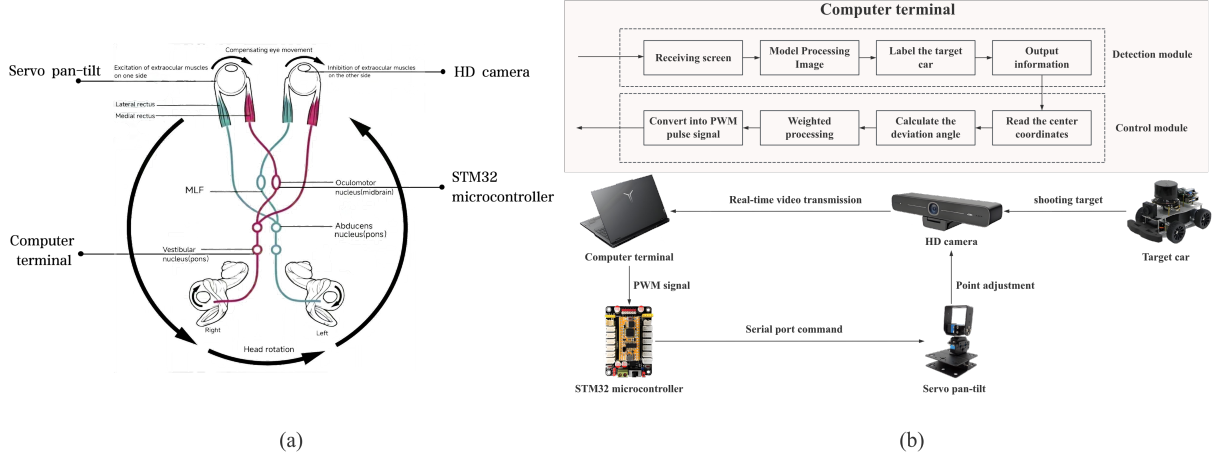 Compensating eye movement
Servo pan-tilt
Excitation of extraocular muscles
on one side
Inhibition of extraocular muscles
on the other side
HD camera
Lateral rectus
Medial rectus
MLF
Oculomotor
nucleus(midbrain)
STM32
microcontroller
Abducens
nucleus(pons)
Computer
terminal
Vestibular
nucleus(pons)
Right
Left
Head rotation
(a)
Computer terminal
Receiving screen
Model Processing
Image
Label the target
car
Output
information
Detection module
Convert into PWM
pulse signal
Weighted
processing
Calculate the
deviation angle
Read the center
coordinates
Control module
Real-time video transmission
shooting target
Computer terminal
HD camera
Target car
PWM signal
Point adjustment
Serial port command
STM32 microcontroller
Servo pan-tilt
(b)